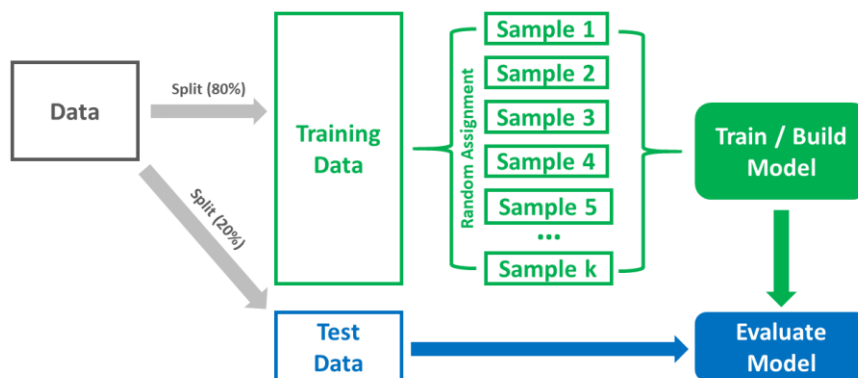 Data
Split (80%)
Split (20%)
Training
Data
Random Assignment
Sample 1
Sample 2
Sample 3
Sample 4
Sample 5
...
Sample k
Train / Build
Model
Test
Data
Evaluate
Model